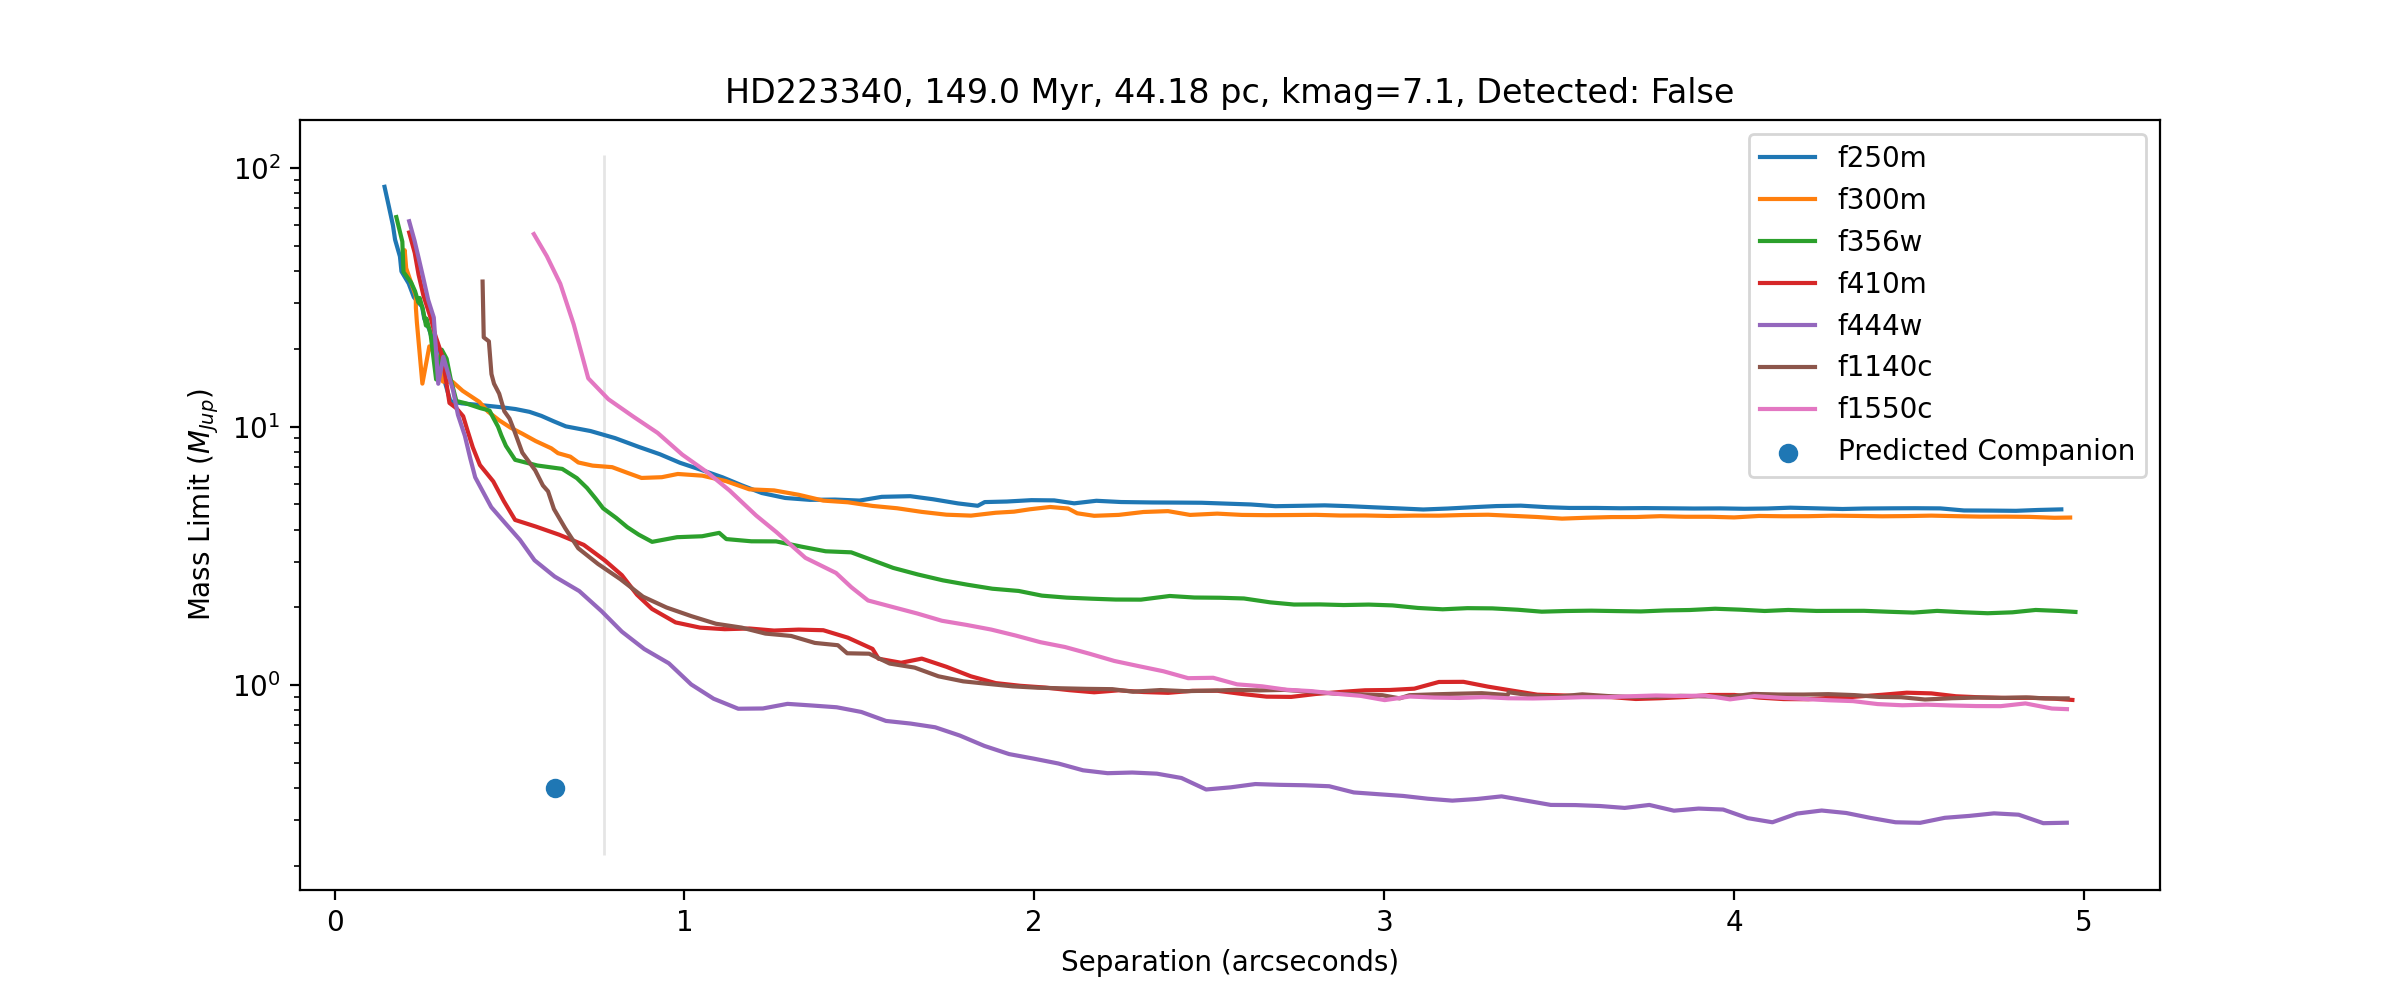 HD223340, 149.0 Myr, 44.18 pc, kmag=7.1, Detected: False
f250m
f300m
f356w
f410m
f444w
f1140c
f1550c
Predicted Companion
Mass Limit (M_Jup)
10^2
10^1
10^0
0 1 2 3 4 5
Separation (arcseconds)